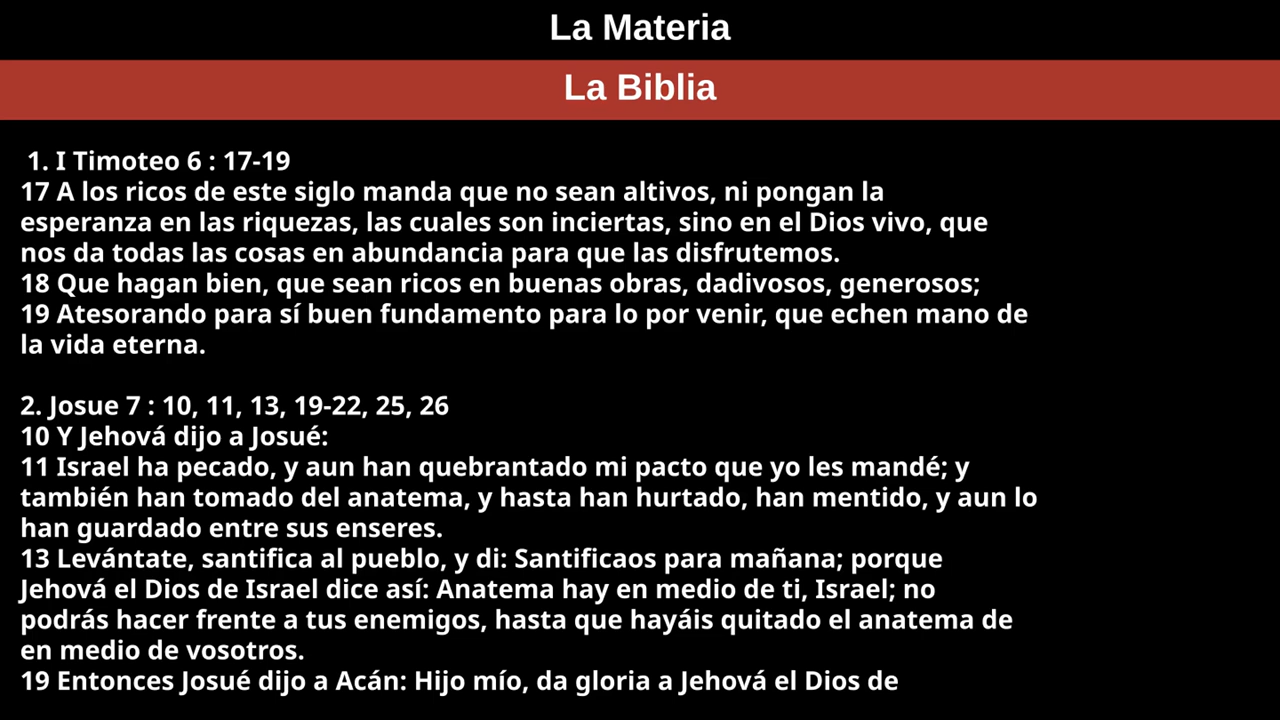 La Materia
La Biblia
1. I Timoteo 6 : 17-19
17 A los ricos de este siglo manda que no sean altivos, ni pongan la
esperanza en las riquezas, las cuales son inciertas, sino en el Dios vivo, que
nos da todas las cosas en abundancia para que las disfrutemos.
18 Que hagan bien, que sean ricos en buenas obras, dadivosos, generosos;
19 Atesorando para sí buen fundamento para lo por venir, que echen mano de
la vida eterna.
2. Josue 7 : 10, 11, 13, 19-22, 25, 26
10 Y Jehová dijo a Josué:
11 Israel ha pecado, y aun han quebrantado mi pacto que yo les mandé; y
también han tomado del anatema, y hasta han hurtado, han mentido, y aun lo
han guardado entre sus enseres.
13 Levántate, santifica al pueblo, y di: Santificaos para mañana; porque
Jehová el Dios de Israel dice así: Anatema hay en medio de ti, Israel; no
podrás hacer frente a tus enemigos, hasta que hayáis quitado el anatema de
en medio de vosotros.
19 Entonces Josué dijo a Acán: Hijo mío, da gloria a Jehová el Dios de